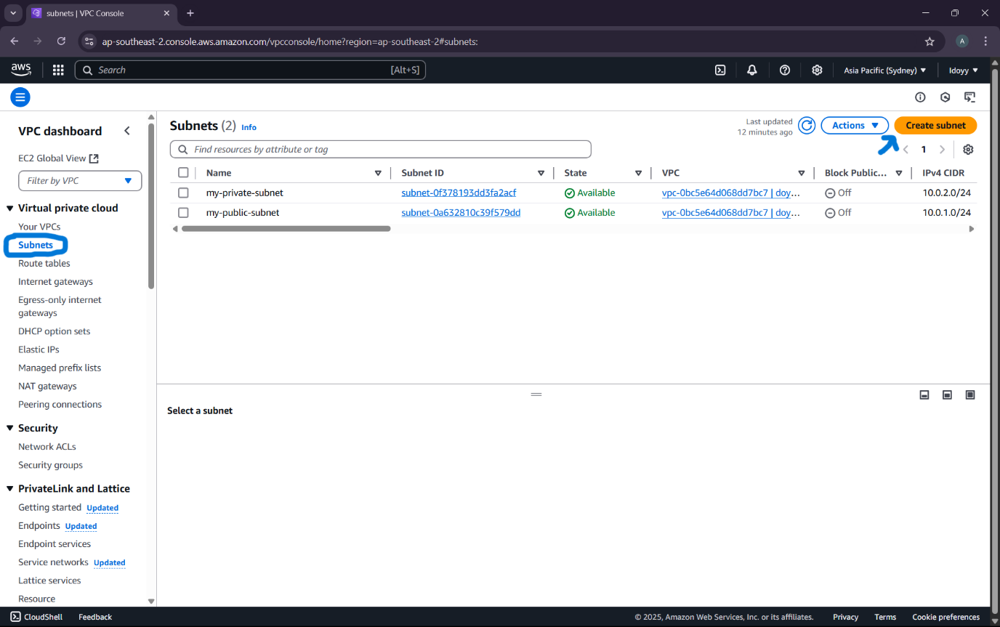 subnets | VPC Console
ap-southeast-2.console.aws.amazon.com/vpcconsole/home?region=ap-southeast-2#subnets:
A
aws
Search [Alt+S]
Asia Pacific (Sydney)
Idoyy
VPC dashboard
EC2 Global View
Filter by VPC
Virtual private cloud
Your VPCs
Subnets
Route tables
Internet gateways
Egress-only internet
gateways
DHCP option sets
Elastic IPs
Managed prefix lists
NAT gateways
Peering connections
Security
Network ACLs
Security groups
PrivateLink and Lattice
Getting started Updated
Endpoints Updated
Endpoint services
Service networks Updated
Lattice services
Resource
Subnets (2) Info
Last updated
12 minutes ago
Actions
Create subnet
Find resources by attribute or tag
1
Name Subnet ID State VPC Block Public... IPv4 CIDR
my-private-subnet subnet-0f378193dd3fa2acf Available vpc-0bc5e64d068dd7bc7 | doy... Off 10.0.2.0/24
my-public-subnet subnet-0a632810c39f579dd Available vpc-0bc5e64d068dd7bc7 | doy... Off 10.0.1.0/24
Select a subnet
CloudShell Feedback © 2025, Amazon Web Services, Inc. or its affiliates. Privacy Terms Cookie preferences